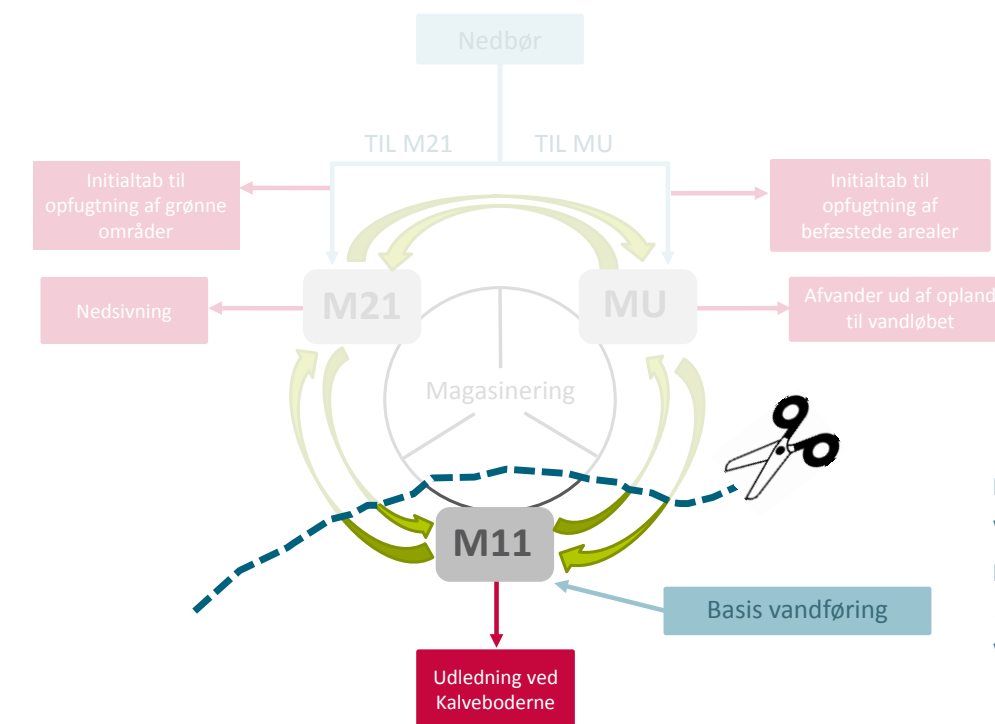 Nedbør
TIL M21
TIL MU
Initialtab til
opfugtning af grønne
områder
Initialtab til
opfugtning af
befæstede arealer
M21
MU
Nedsivning
Afvander ud af opland
til vandløbet
Magasinering
M11
Basis vandføring
Udledning ved
Kalveboderne